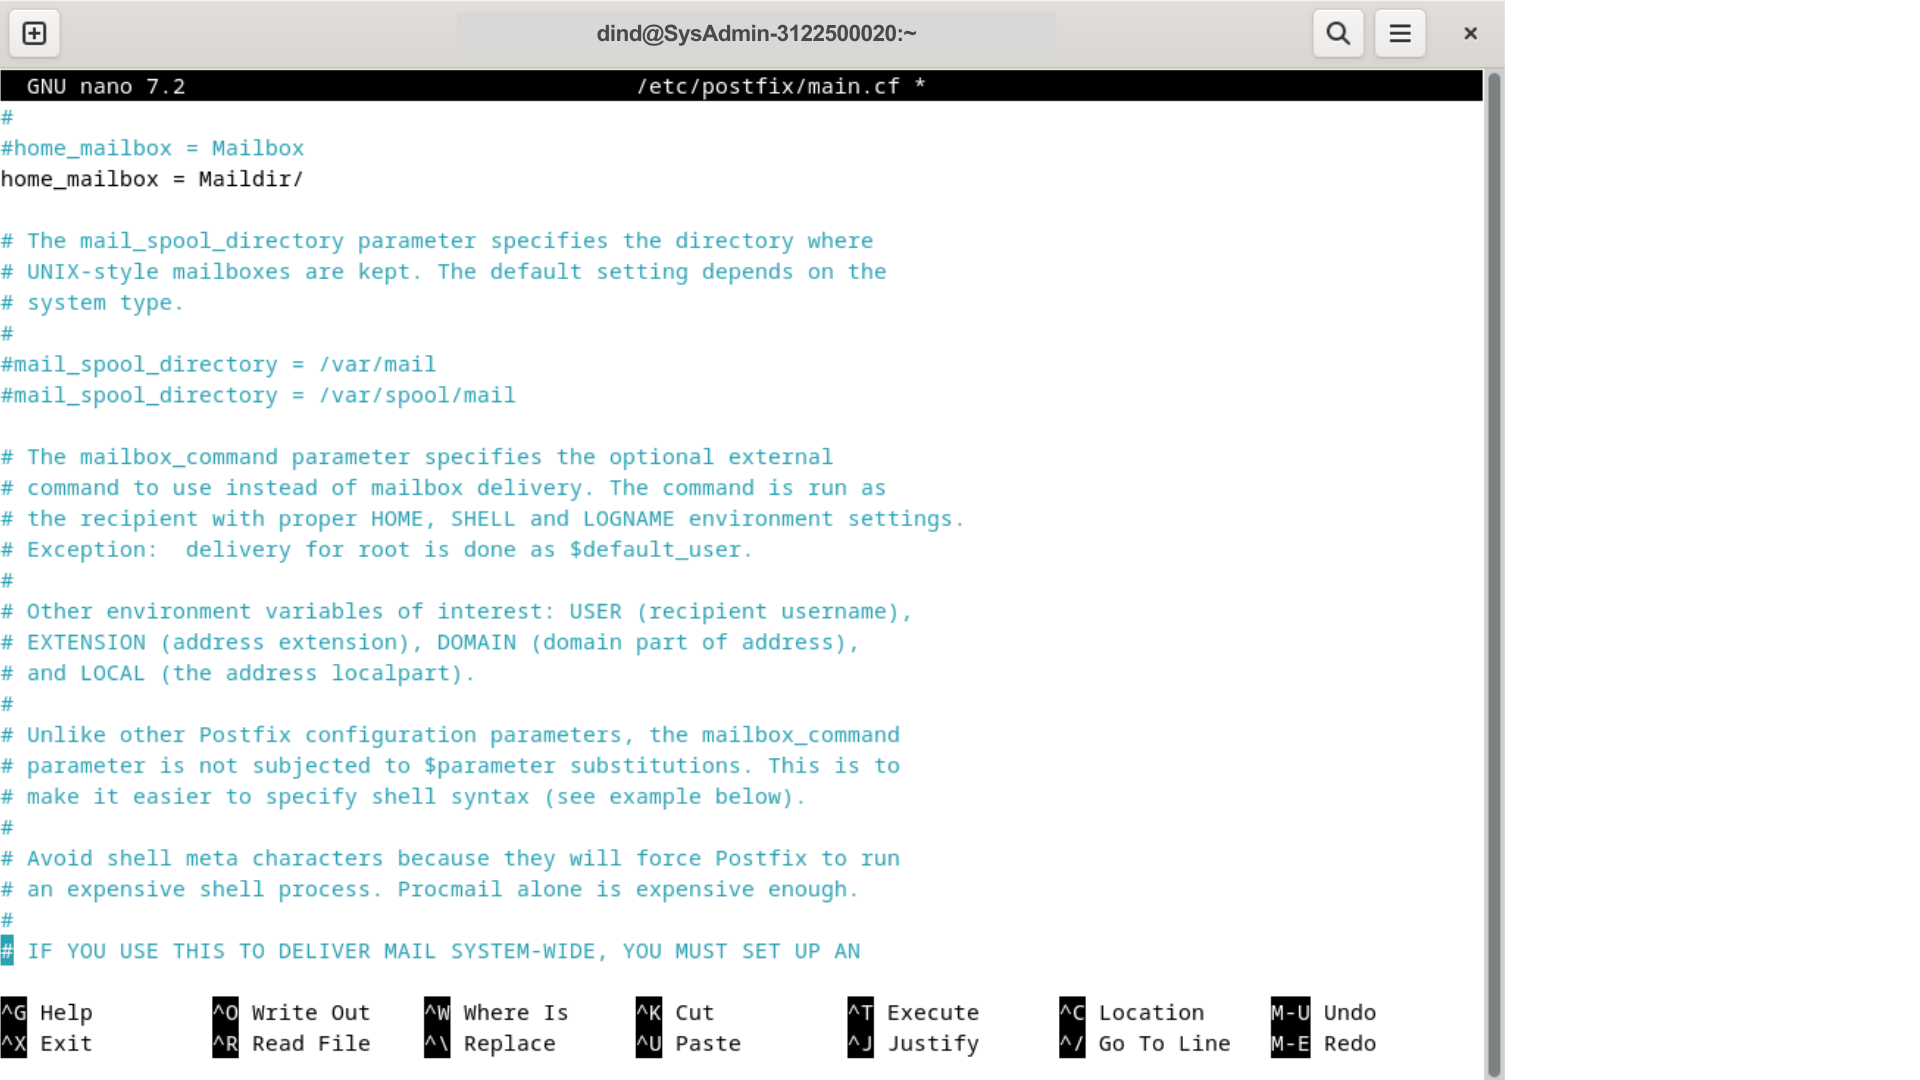 dind@SysAdmin-3122500020:~
GNU nano 7.2 /etc/postfix/main.cf *
#
#home_mailbox = Mailbox
home_mailbox = Maildir/
# The mail_spool_directory parameter specifies the directory where
# UNIX-style mailboxes are kept. The default setting depends on the
# system type.
#
#mail_spool_directory = /var/mail
#mail_spool_directory = /var/spool/mail
# The mailbox_command parameter specifies the optional external
# command to use instead of mailbox delivery. The command is run as
# the recipient with proper HOME, SHELL and LOGNAME environment settings.
# Exception:  delivery for root is done as $default_user.
#
# Other environment variables of interest: USER (recipient username),
# EXTENSION (address extension), DOMAIN (domain part of address),
# and LOCAL (the address localpart).
#
# Unlike other Postfix configuration parameters, the mailbox_command
# parameter is not subjected to $parameter substitutions. This is to
# make it easier to specify shell syntax (see example below).
#
# Avoid shell meta characters because they will force Postfix to run
# an expensive shell process. Procmail alone is expensive enough.
#
# IF YOU USE THIS TO DELIVER MAIL SYSTEM-WIDE, YOU MUST SET UP AN
^G Help ^O Write Out ^W Where Is ^K Cut ^T Execute ^C Location M-U Undo
^X Exit ^R Read File ^\ Replace ^U Paste ^J Justify ^/ Go To Line M-E Redo